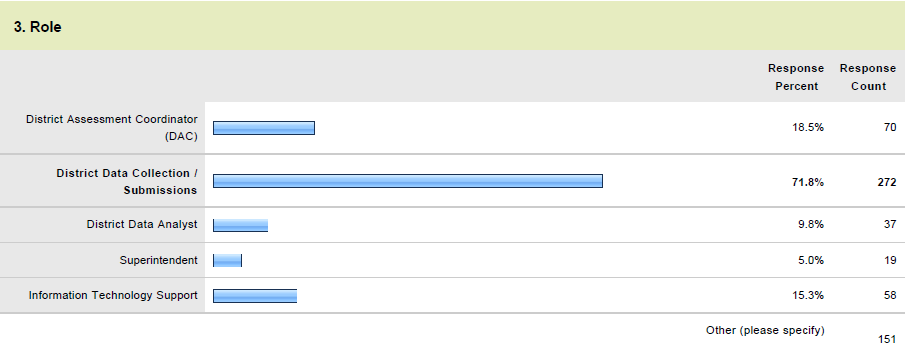 3. Role
Response Response
Percent Count
District Assessment Coordinator
(DAC)
18.5% 70
District Data Collection /
Submissions
71.8% 272
District Data Analyst 9.8% 37
Superintendent 5.0% 19
Information Technology Support 15.3% 58
Other (please specify)
151